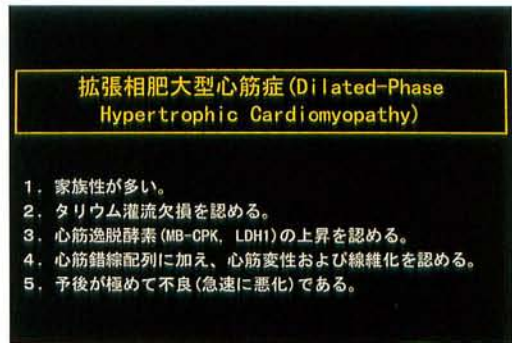 拡張相肥大型心筋症(Dilated-Phase
Hypertrophic Cardiomyopathy)
1. 家族性が多い。
2. タリウム灌流欠損を認める。
3. 心筋逸脱酵素(MB-CPK, LDH1)の上昇を認める。
4. 心筋錯綜配列に加え、心筋変性および線維化を認める。
5. 予後が極めて不良(急速に悪化)である。